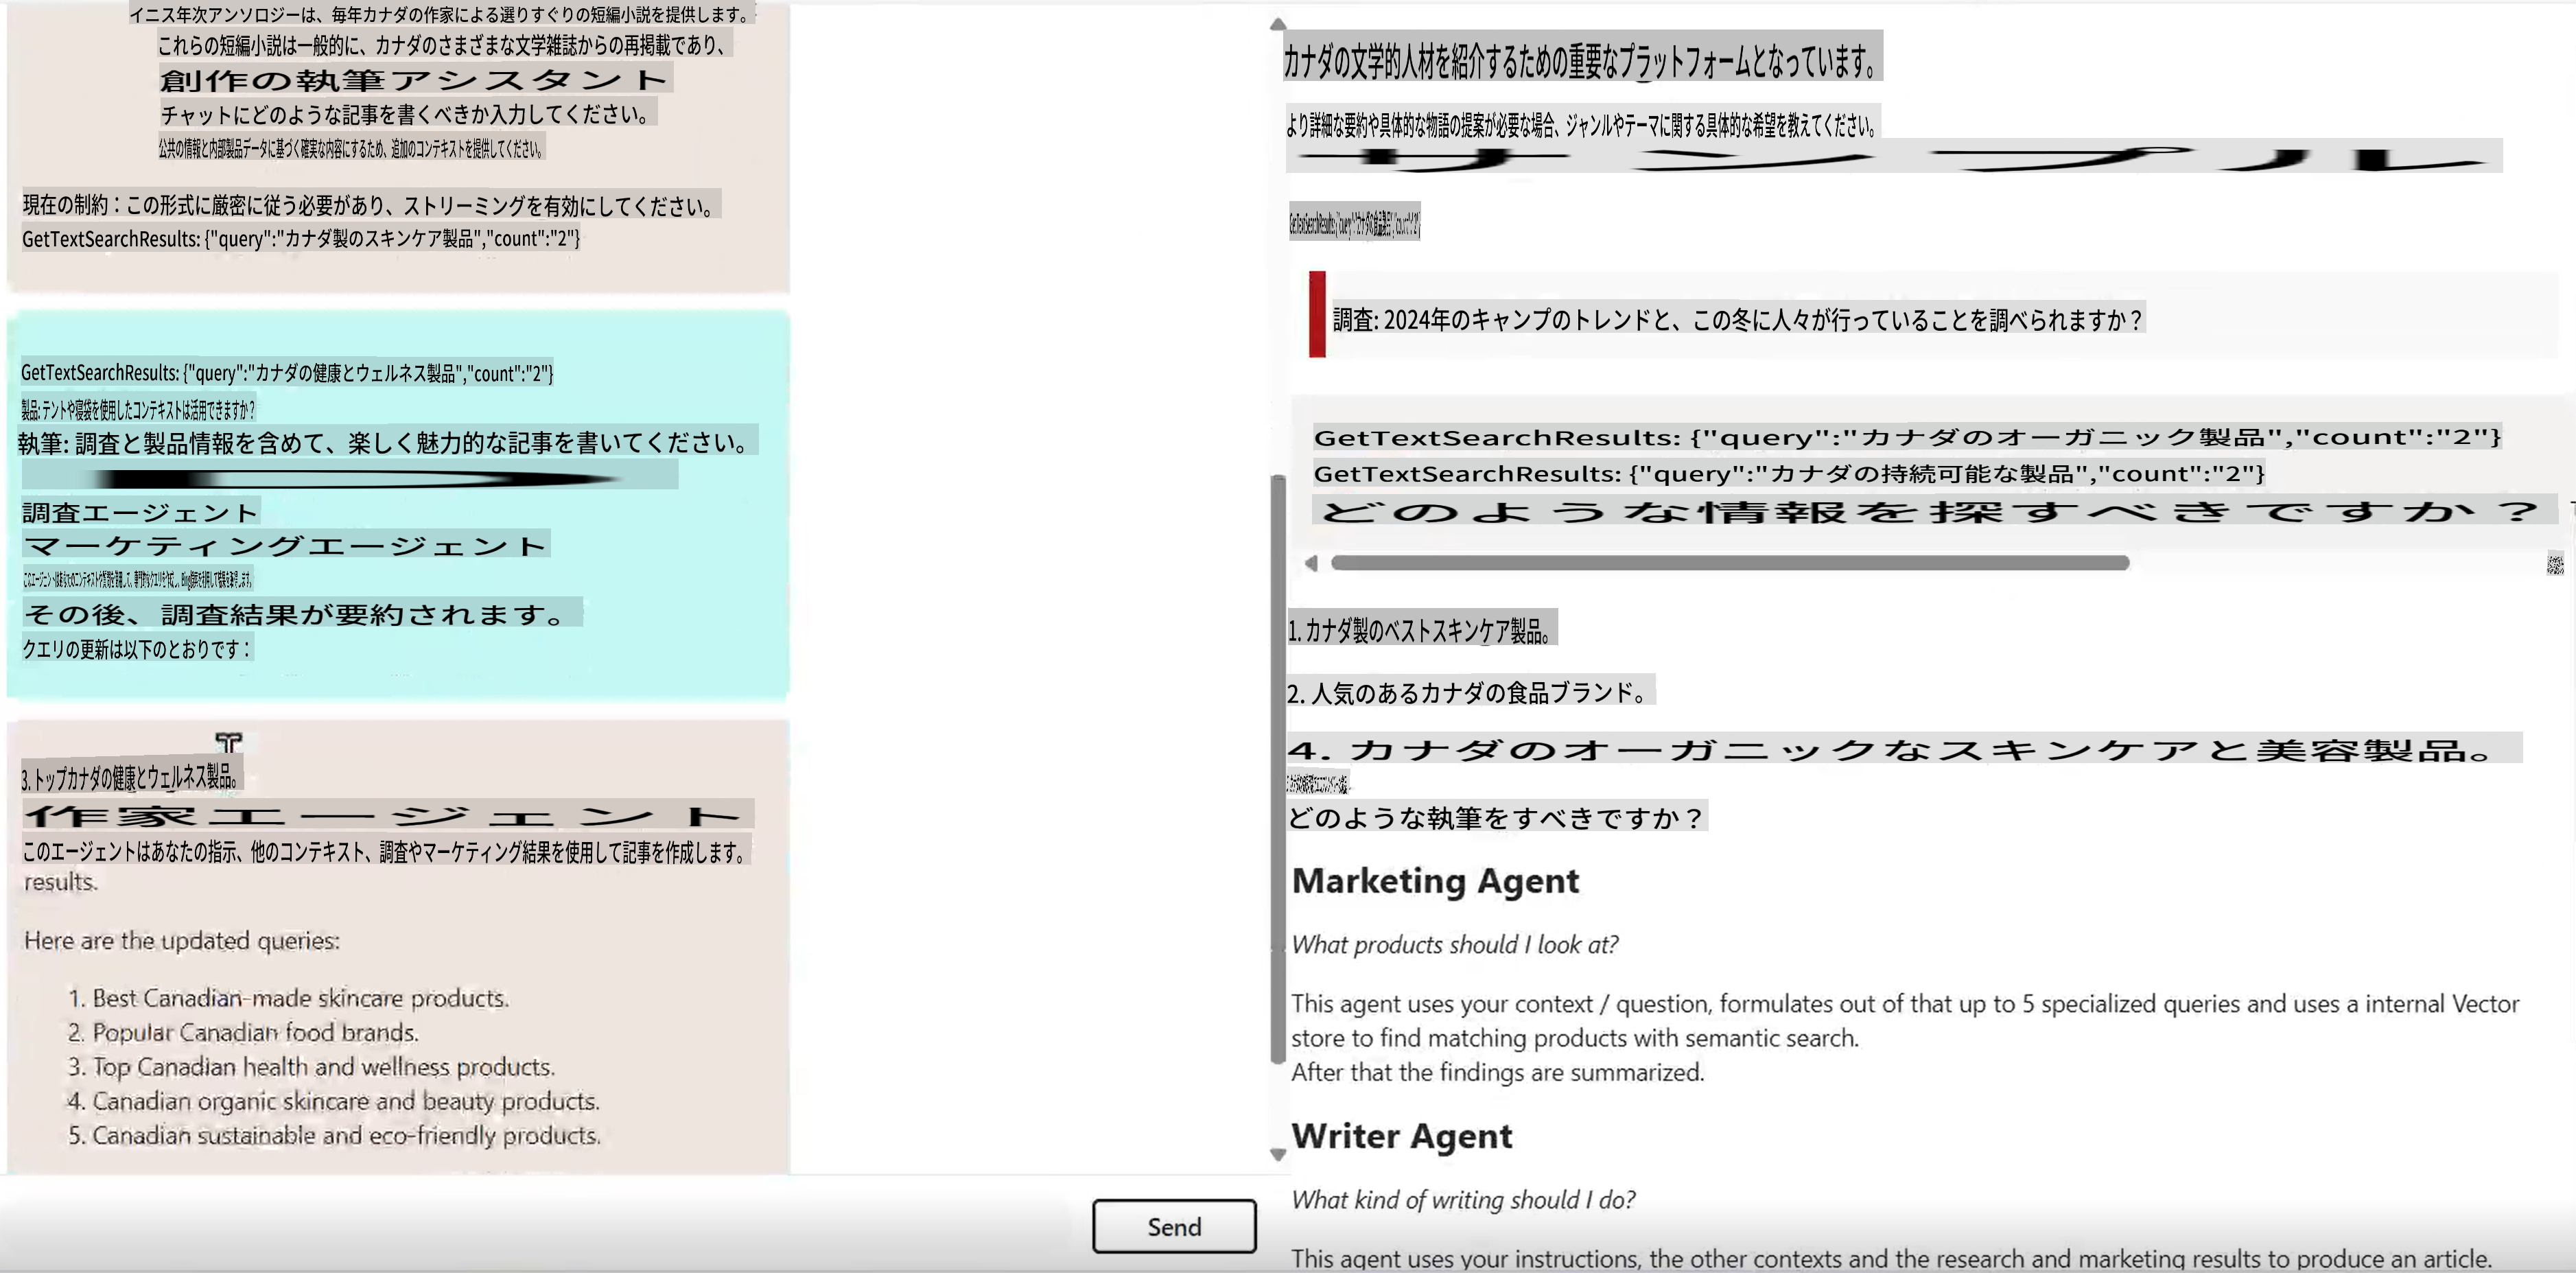 イニス年次アンソロジーは、毎年カナダの作家による選りすぐりの短編小説を提供します。
これらの短編小説は一般的に、カナダのさまざまな文学雑誌からの再掲載であり、
創作の執筆アシスタント
チャットにどのような記事を書くべきか入力してください。
公共の情報と内部製品データに基づく確実な内容にするため、追加のコンテキストを提供してください。
現在の制約：この形式に厳密に従う必要があり、ストリーミングを有効にしてください。
GetTextSearchResults: {"query":"カナダ製のスキンケア製品","count":"2"}
GetTextSearchResults: {"query":"カナダの健康とウェルネス製品","count":"2"}
製品: テントや寝袋を使用したコンテキストは活用できますか？
執筆: 調査と製品情報を含めて、楽しく魅力的な記事を書いてください。
調査エージェント
マーケティングエージェント
その後、調査結果が要約されます。
クエリの更新は以下のとおりです：
3. トップカナダの健康とウェルネス製品。
作家エージェント
このエージェントはあなたの指示、他のコンテキスト、調査やマーケティング結果を使用して記事を作成します。
results.
Here are the updated queries:
1. Best Canadian-made skincare products.
2. Popular Canadian food brands.
3. Top Canadian health and wellness products.
4. Canadian organic skincare and beauty products.
5. Canadian sustainable and eco-friendly products.
Send
カナダの文学的人材を紹介するための重要なプラットフォームとなっています。
より詳細な要約や具体的な物語の提案が必要な場合、ジャンルやテーマに関する具体的な希望を教えてください。
サンプル
GetTextSearchResults: {"query":"カナダの食品製品","count":"2"}
調査: 2024年のキャンプのトレンドと、この冬に人々が行っていることを調べられますか？
GetTextSearchResults: {"query":"カナダのオーガニック製品","count":"2"}
GetTextSearchResults: {"query":"カナダの持続可能な製品","count":"2"}
どのような情報を探すべきですか？
1. カナダ製のベストスキンケア製品。
2. 人気のあるカナダの食品ブランド。
4. カナダのオーガニックなスキンケアと美容製品。
どのような執筆をすべきですか？
Marketing Agent
What products should I look at?
This agent uses your context / question, formulates out of that up to 5 specialized queries and uses a internal Vector
store to find matching products with semantic search.
After that the findings are summarized.
Writer Agent
What kind of writing should I do?
This agent uses your instructions, the other contexts and the research and marketing results to produce an article.